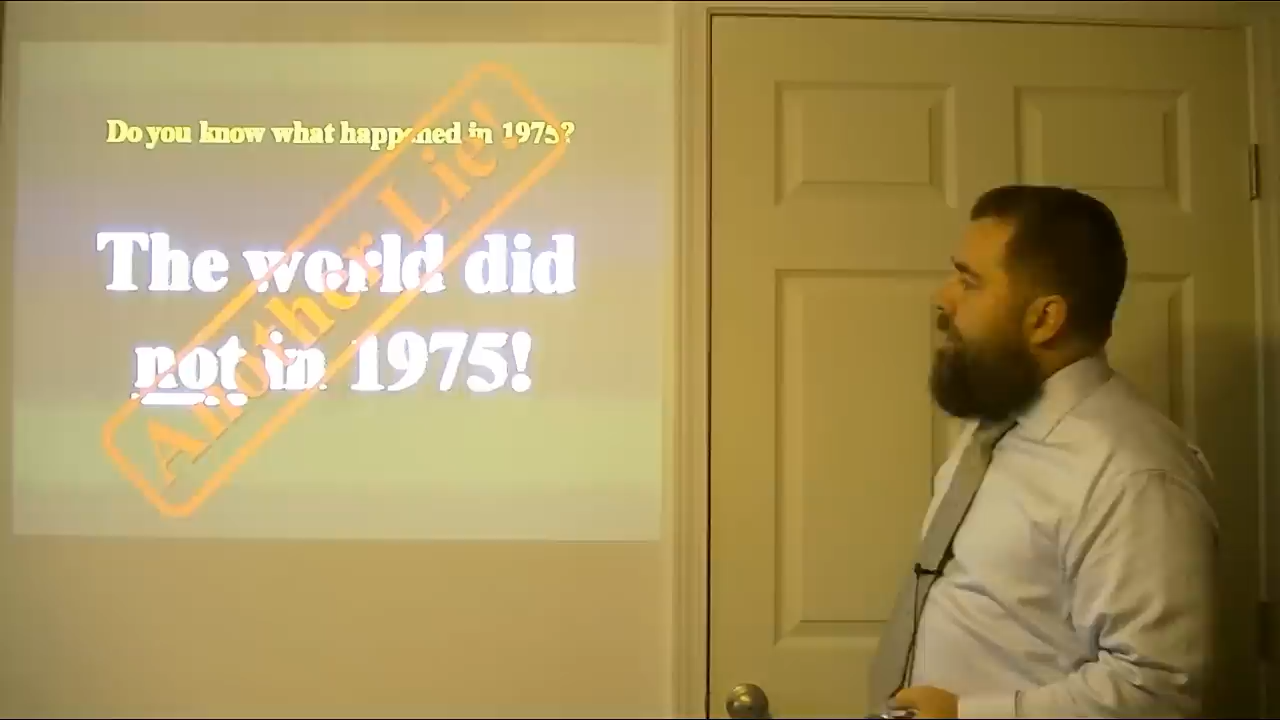 Do you know what happened in 1975?
The world did
not in 1975!
Another Lie!